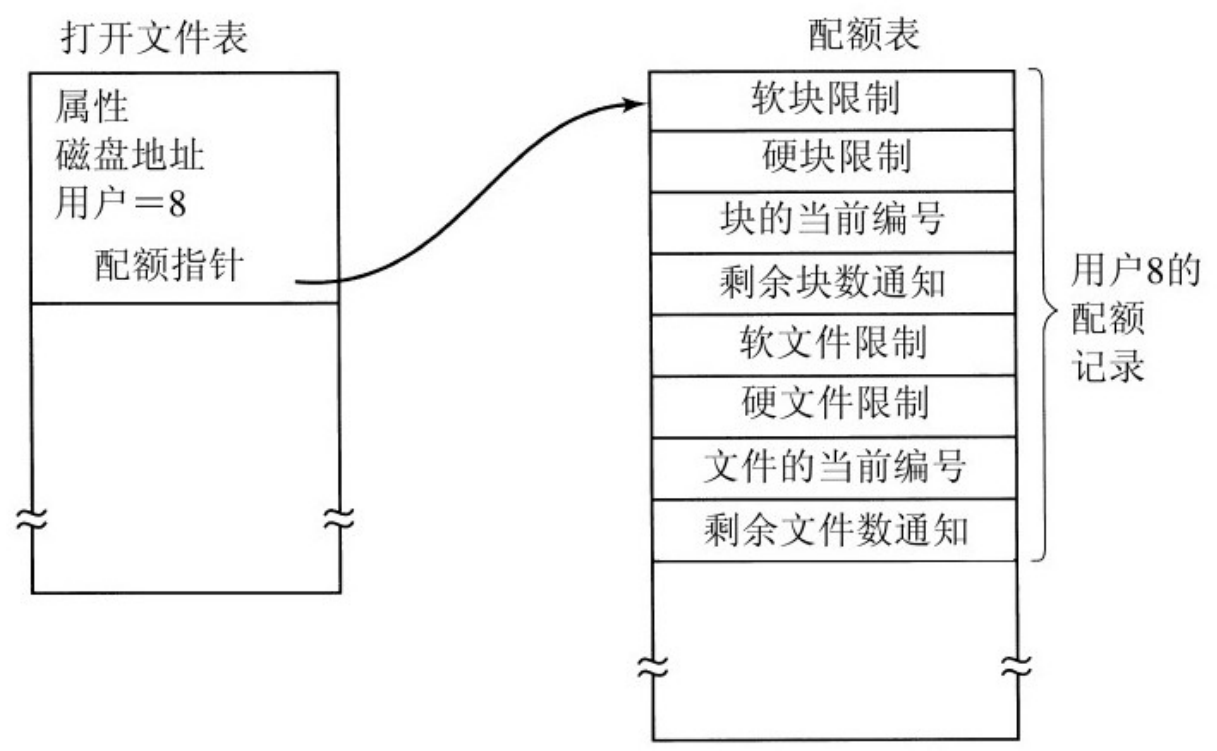 打开文件表
属性
磁盘地址
用户＝8
配额指针
配额表
软块限制
硬块限制
块的当前编号
剩余块数通知
软文件限制
硬文件限制
文件的当前编号
剩余文件数通知
用户8的
配额
记录